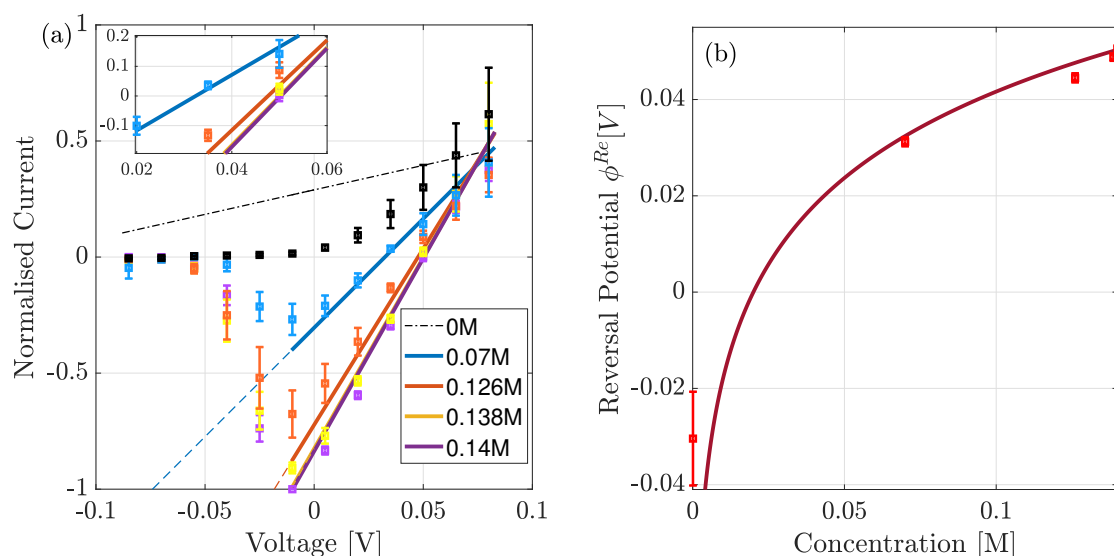 (a)
1
0.5
0
-0.5
-1
Normalised Current
0.2
0.1
0
-0.1
0.02
0.04
0.06
0M
0.07M
0.126M
0.138M
0.14M
-0.1
-0.05
0
0.05
0.1
Voltage [V]
(b)
0.04
0.02
0
-0.02
-0.04
Reversal Potential ϕ^{Re}[V]
0
0.05
0.1
Concentration [M]